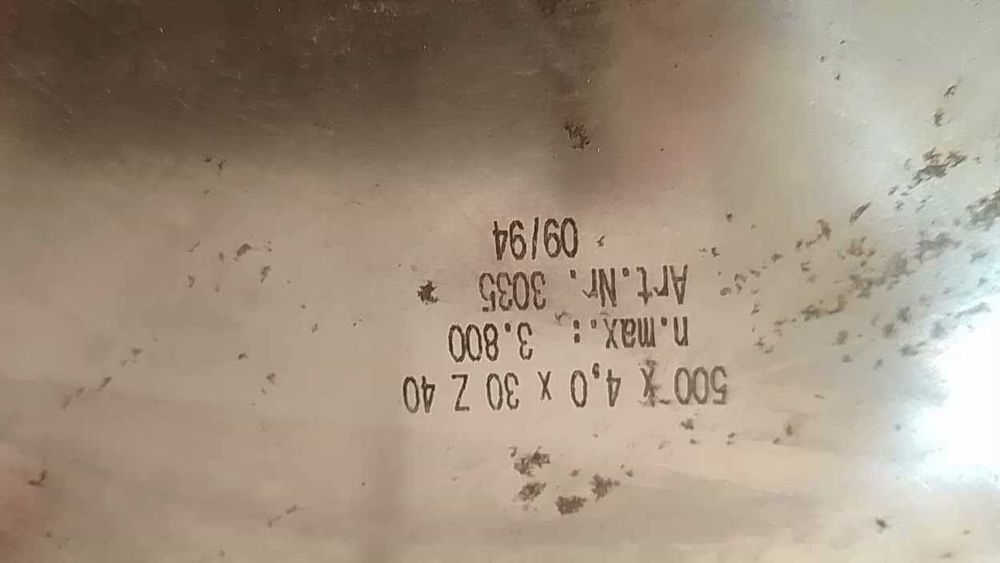 500 x 4,0 x 30 Z 40
n.max.: 3.800
Art.Nr. 3035
09/94